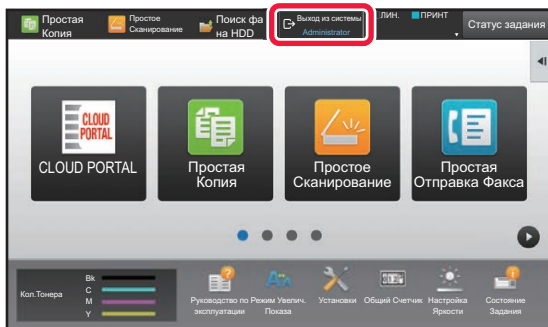 Простая
Копия
Простое
Сканирование
Поиск фа
на HDD
Выход из системы
Administrator
ЛИН.
ПРИНТ
Статус задания
CLOUD
PORTAL
CLOUD PORTAL
Простая
Копия
Простое
Сканирование
Простая
Отправка Факса
Кол.Тонера
Bk
C
M
Y
Руководство по
эксплуатации
Режим Увелич.
Показа
Установки
Общий Счетчик
Настройка
Яркости
Состояние
Задания